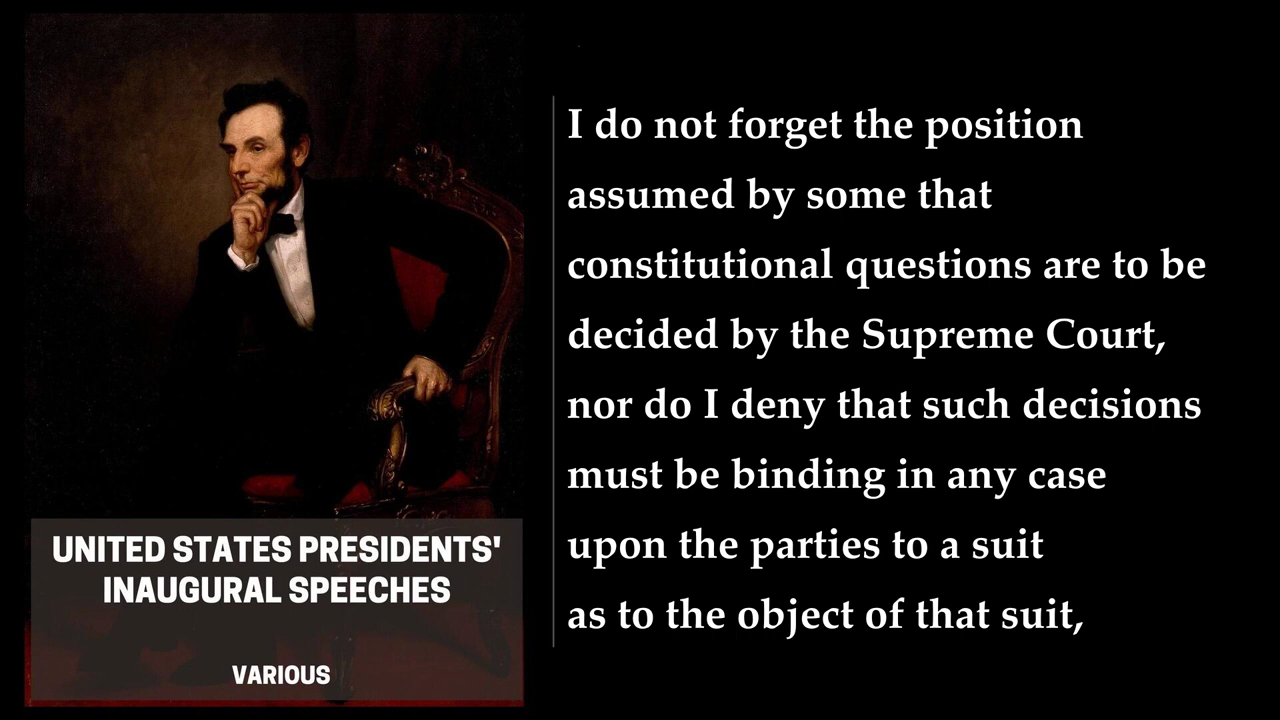 UNITED STATES PRESIDENTS'
INAUGURAL SPEECHES
VARIOUS
I do not forget the position
assumed by some that
constitutional questions are to be
decided by the Supreme Court,
nor do I deny that such decisions
must be binding in any case
upon the parties to a suit
as to the object of that suit,